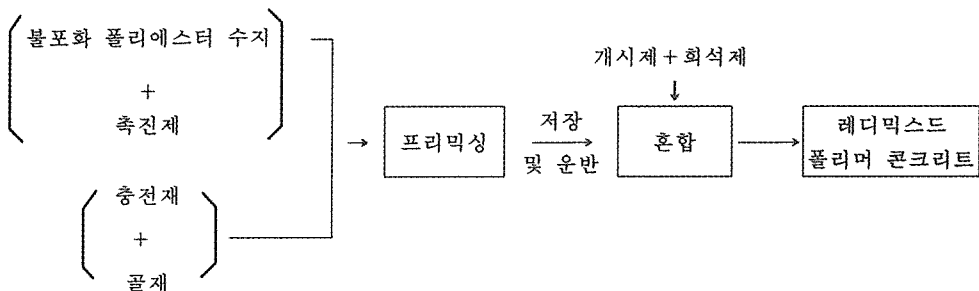 불포화 폴리에스터 수지
+
촉진제
충전재
+
골재
프리믹싱
저장
및 운반
개시제+희석제
혼합
레디믹스드
폴리머 콘크리트